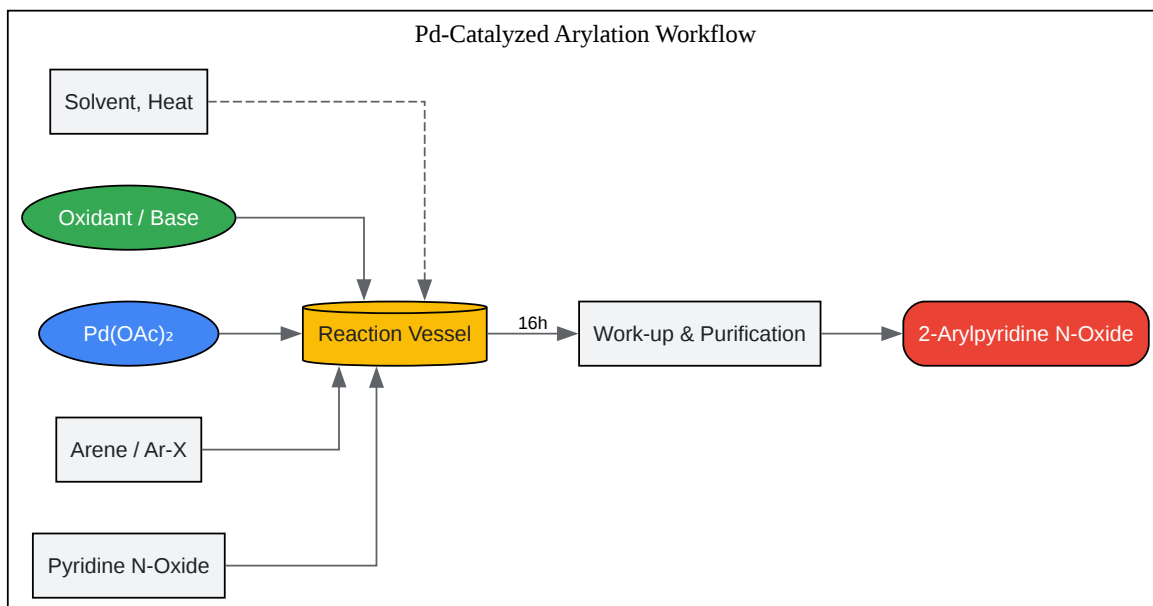 Pd-Catalyzed Arylation Workflow
Solvent, Heat
Oxidant / Base
Pd(OAc)₂
Reaction Vessel
16h
Work-up & Purification
2-Arylpyridine N-Oxide
Arene / Ar-X
Pyridine N-Oxide